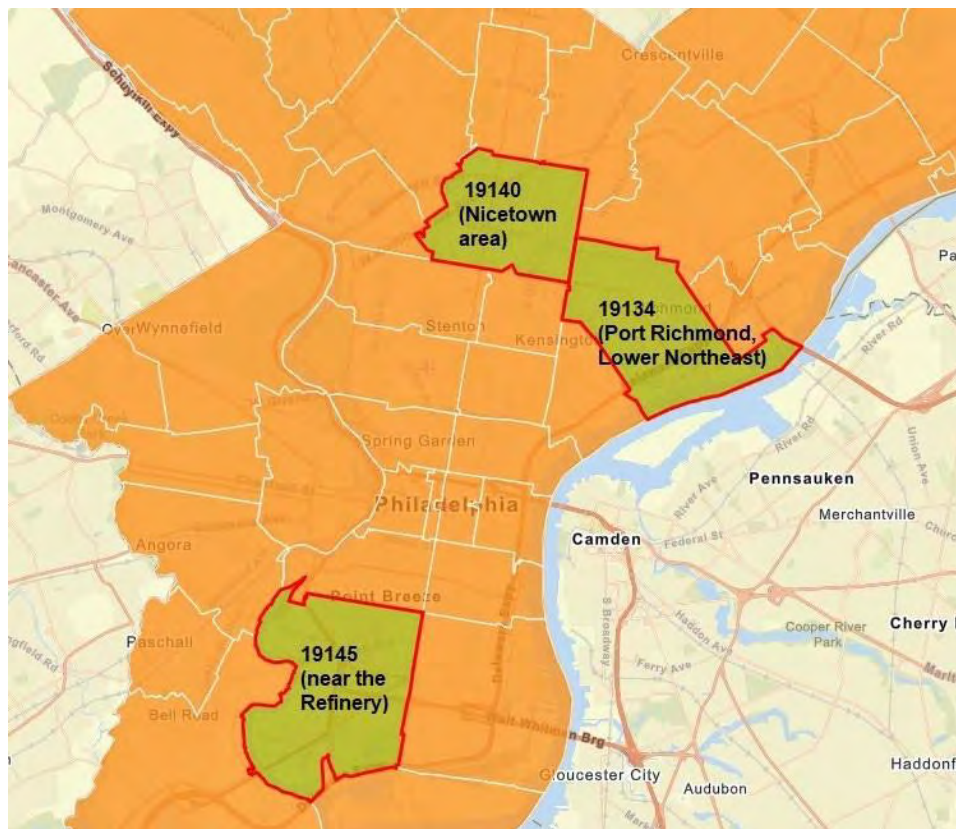 Crescentville
Schuylkill Expy
19140
(Nicetown
area)
Montgomery Ave
Lancaster Ave
Pa
River Rd
19134
(Port Richmond,
Lower Northeast)
Wynnefield
Stenton
Kensington
Spring Garden
River Rd
Union Ave
River Ave
Pennsauken
Philadelphia
Merchantville
Camden
Federal St
Angora
S Broadway
Haddon Ave
Point Breeze
Cooper River
Park
Cherry
Paschall
19145
(near the
Refinery)
Ferry Ave
Bell Road
Walt Whitman Brg
Gloucester City
Audubon
Haddonf